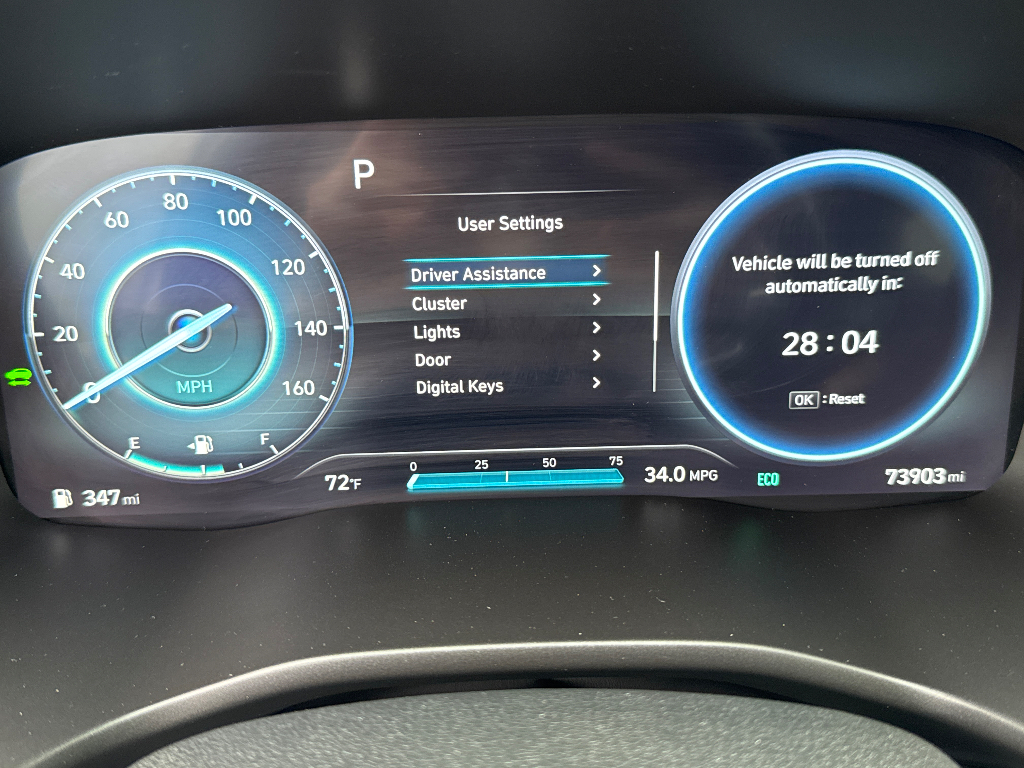 P
20
40
60
80
100
120
140
160
0
MPH
E
F
347 mi
User Settings
Driver Assistance
Cluster
Lights
Door
Digital Keys
72°F
0 25 50 75
34.0 MPG
Vehicle will be turned off
automatically in:
28 : 04
OK : Reset
ECO
73903 mi